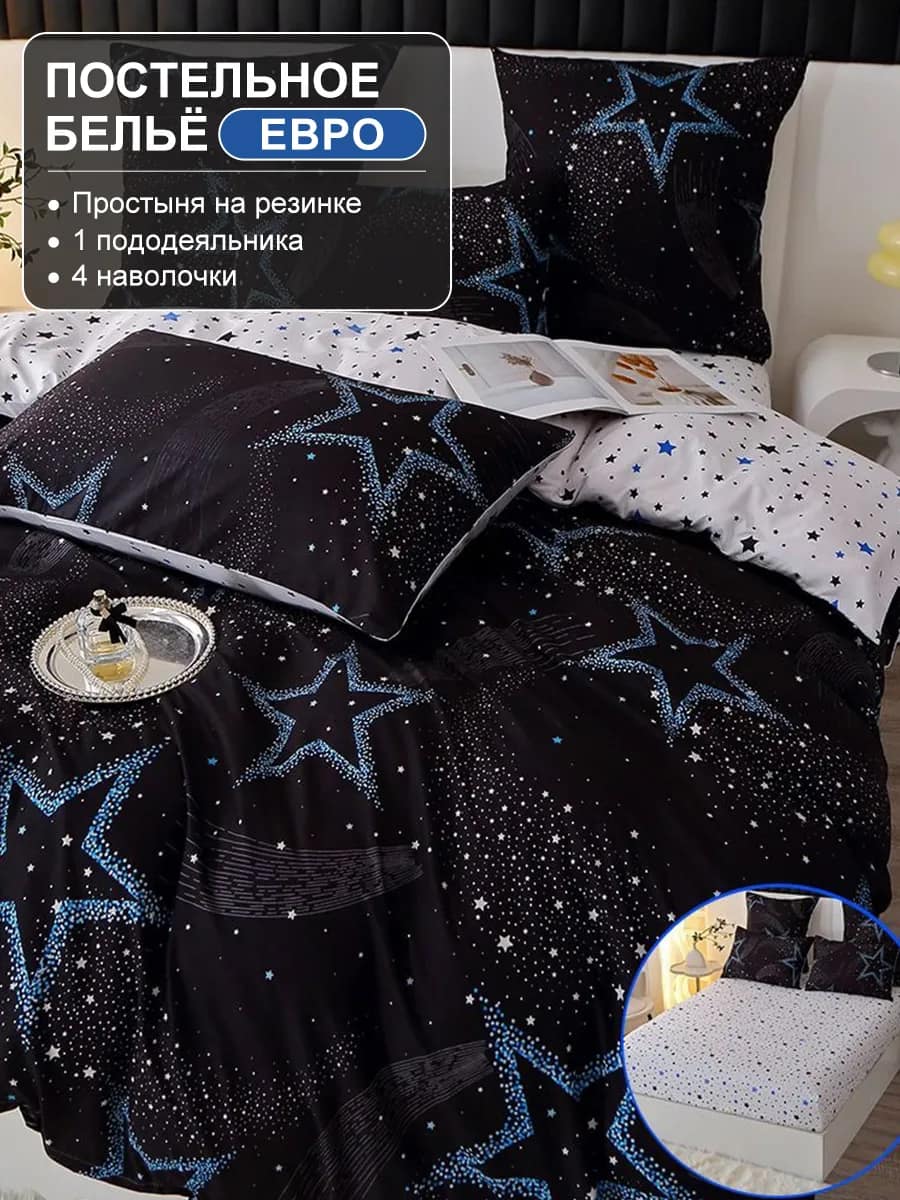 ПОСТЕЛЬНОЕ
БЕЛЬЁ ЕВРО
• Простыня на резинке
• 1 пододеяльника
• 4 наволочки